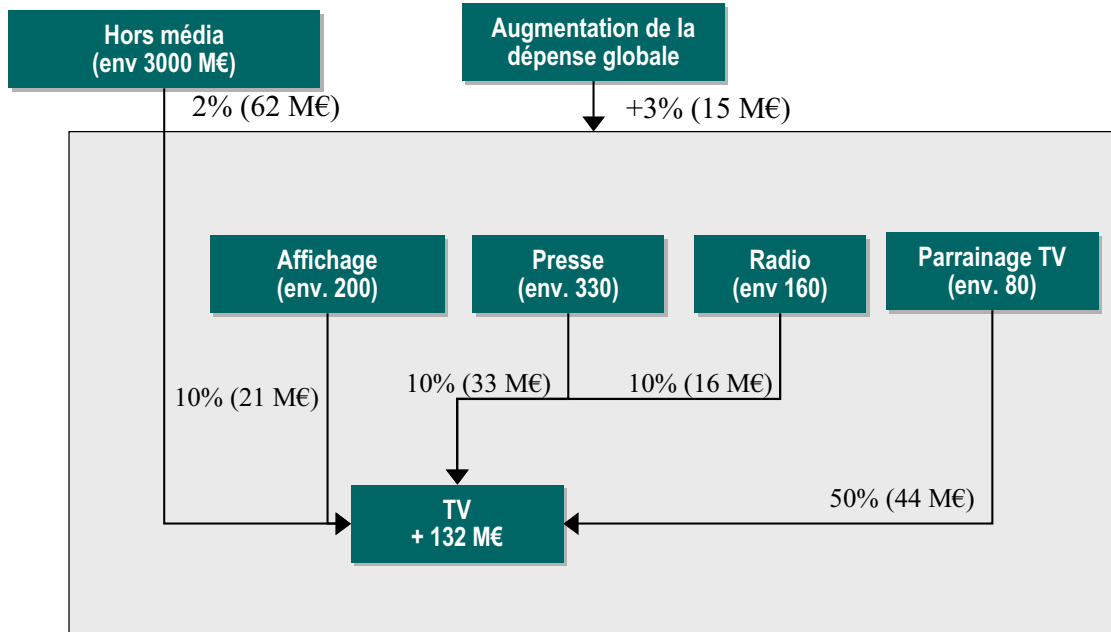 Hors média
(env 3000 M€)
Augmentation de la
dépense globale
2% (62 M€)
+3% (15 M€)
Affichage
(env. 200)
Presse
(env. 330)
Radio
(env 160)
Parrainage TV
(env. 80)
10% (21 M€)
10% (33 M€)
10% (16 M€)
TV
+ 132 M€
50% (44 M€)